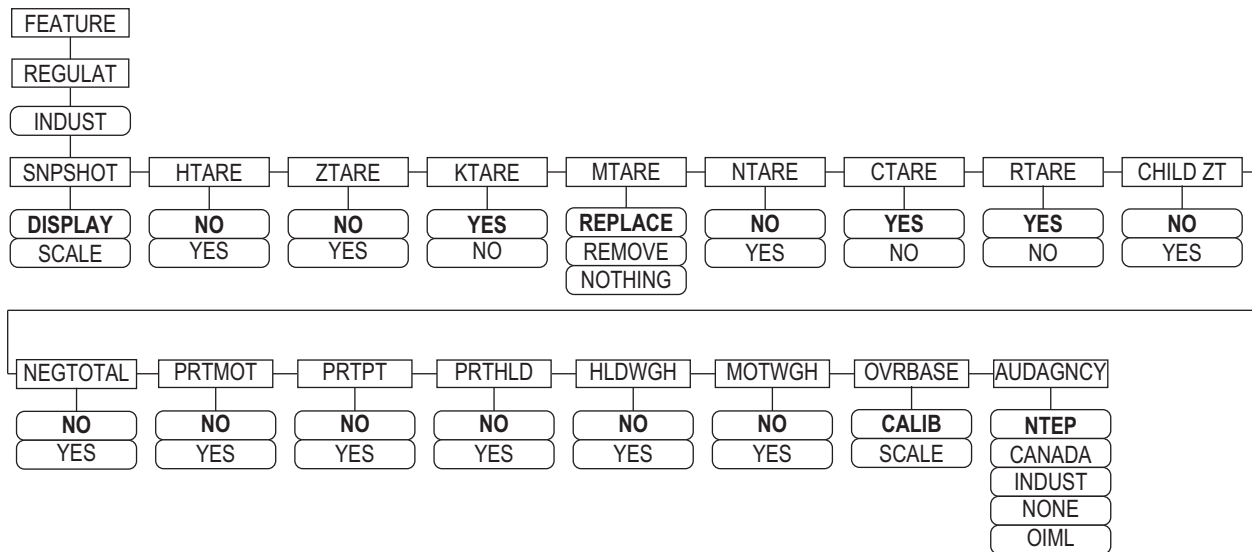 FEATURE
REGULAT
INDUST
SNPSHOT HTARE ZTARE KTARE MTARE NTARE CTARE RTARE CHILD ZT
DISPLAY NO NO YES REPLACE NO YES YES NO
SCALE YES YES NO REMOVE YES NO NO YES
NOTHING
NEGTOTAL PRTMOT PRTPT PRTHLD HLDWGH MOTWGH OVRBASE AUDAGNCY
NO NO NO NO NO NO CALIB NTEP
YES YES YES YES YES YES SCALE CANADA
INDUST
NONE
OIML